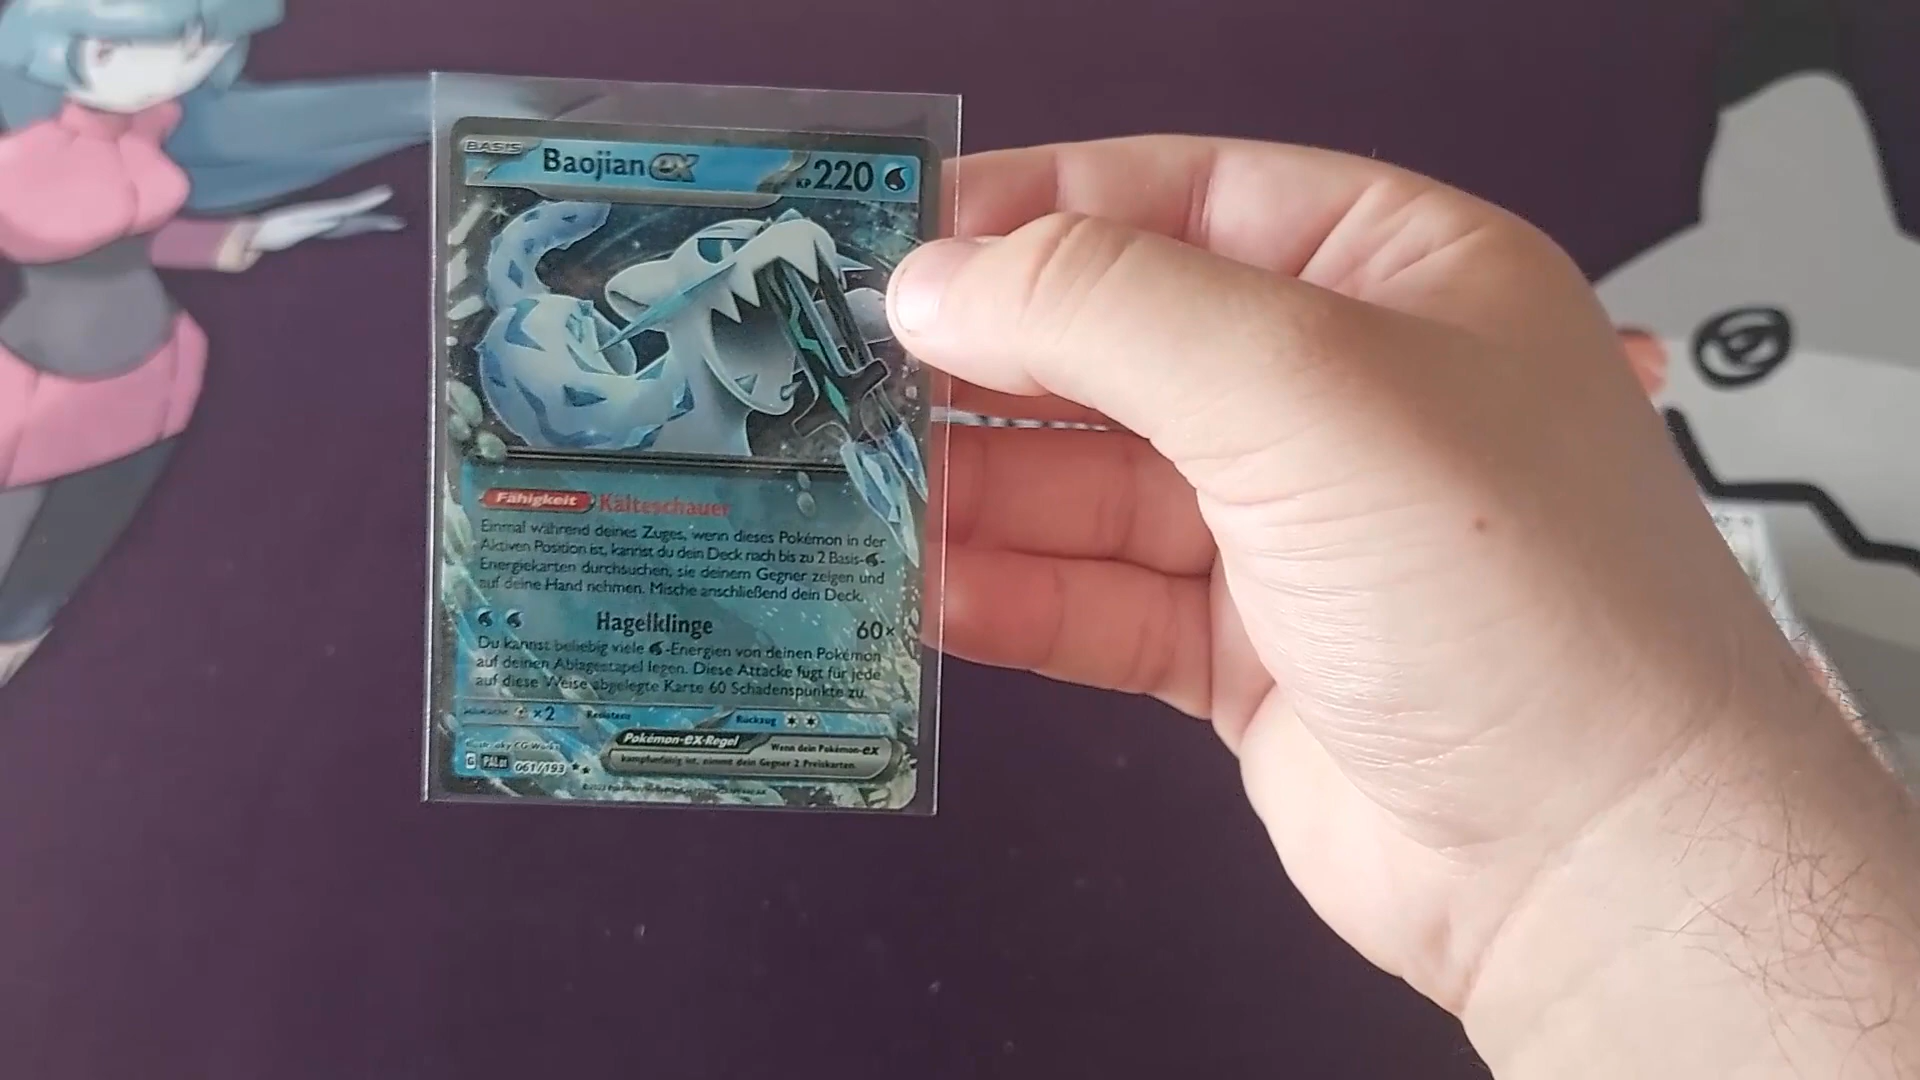 BASIS Baojian ex KP 220
Fähigkeit Kälteschauer
Einmal während deines Zuges, wenn dieses Pokémon in der
Aktiven Position ist, kannst du dein Deck nach bis zu 2 Basis-
Energiekarten durchsuchen, sie deinem Gegner zeigen und
auf deine Hand nehmen. Mische anschließend dein Deck.
Hagelklinge 60×
Du kannst beliebig viele -Energien von deinen Pokémon
auf deinen Ablagestapel legen. Diese Attacke fügt für jede
auf diese Weise abgelegte Karte 60 Schadenspunkte zu.
×2 Resistenz Rückzug
Pokémon-ex-Regel Wenn dein Pokémon-ex
kampfunfähig ist, nimmt dein Gegner 2 Preiskarten.
CG Works
G PAL 061/193